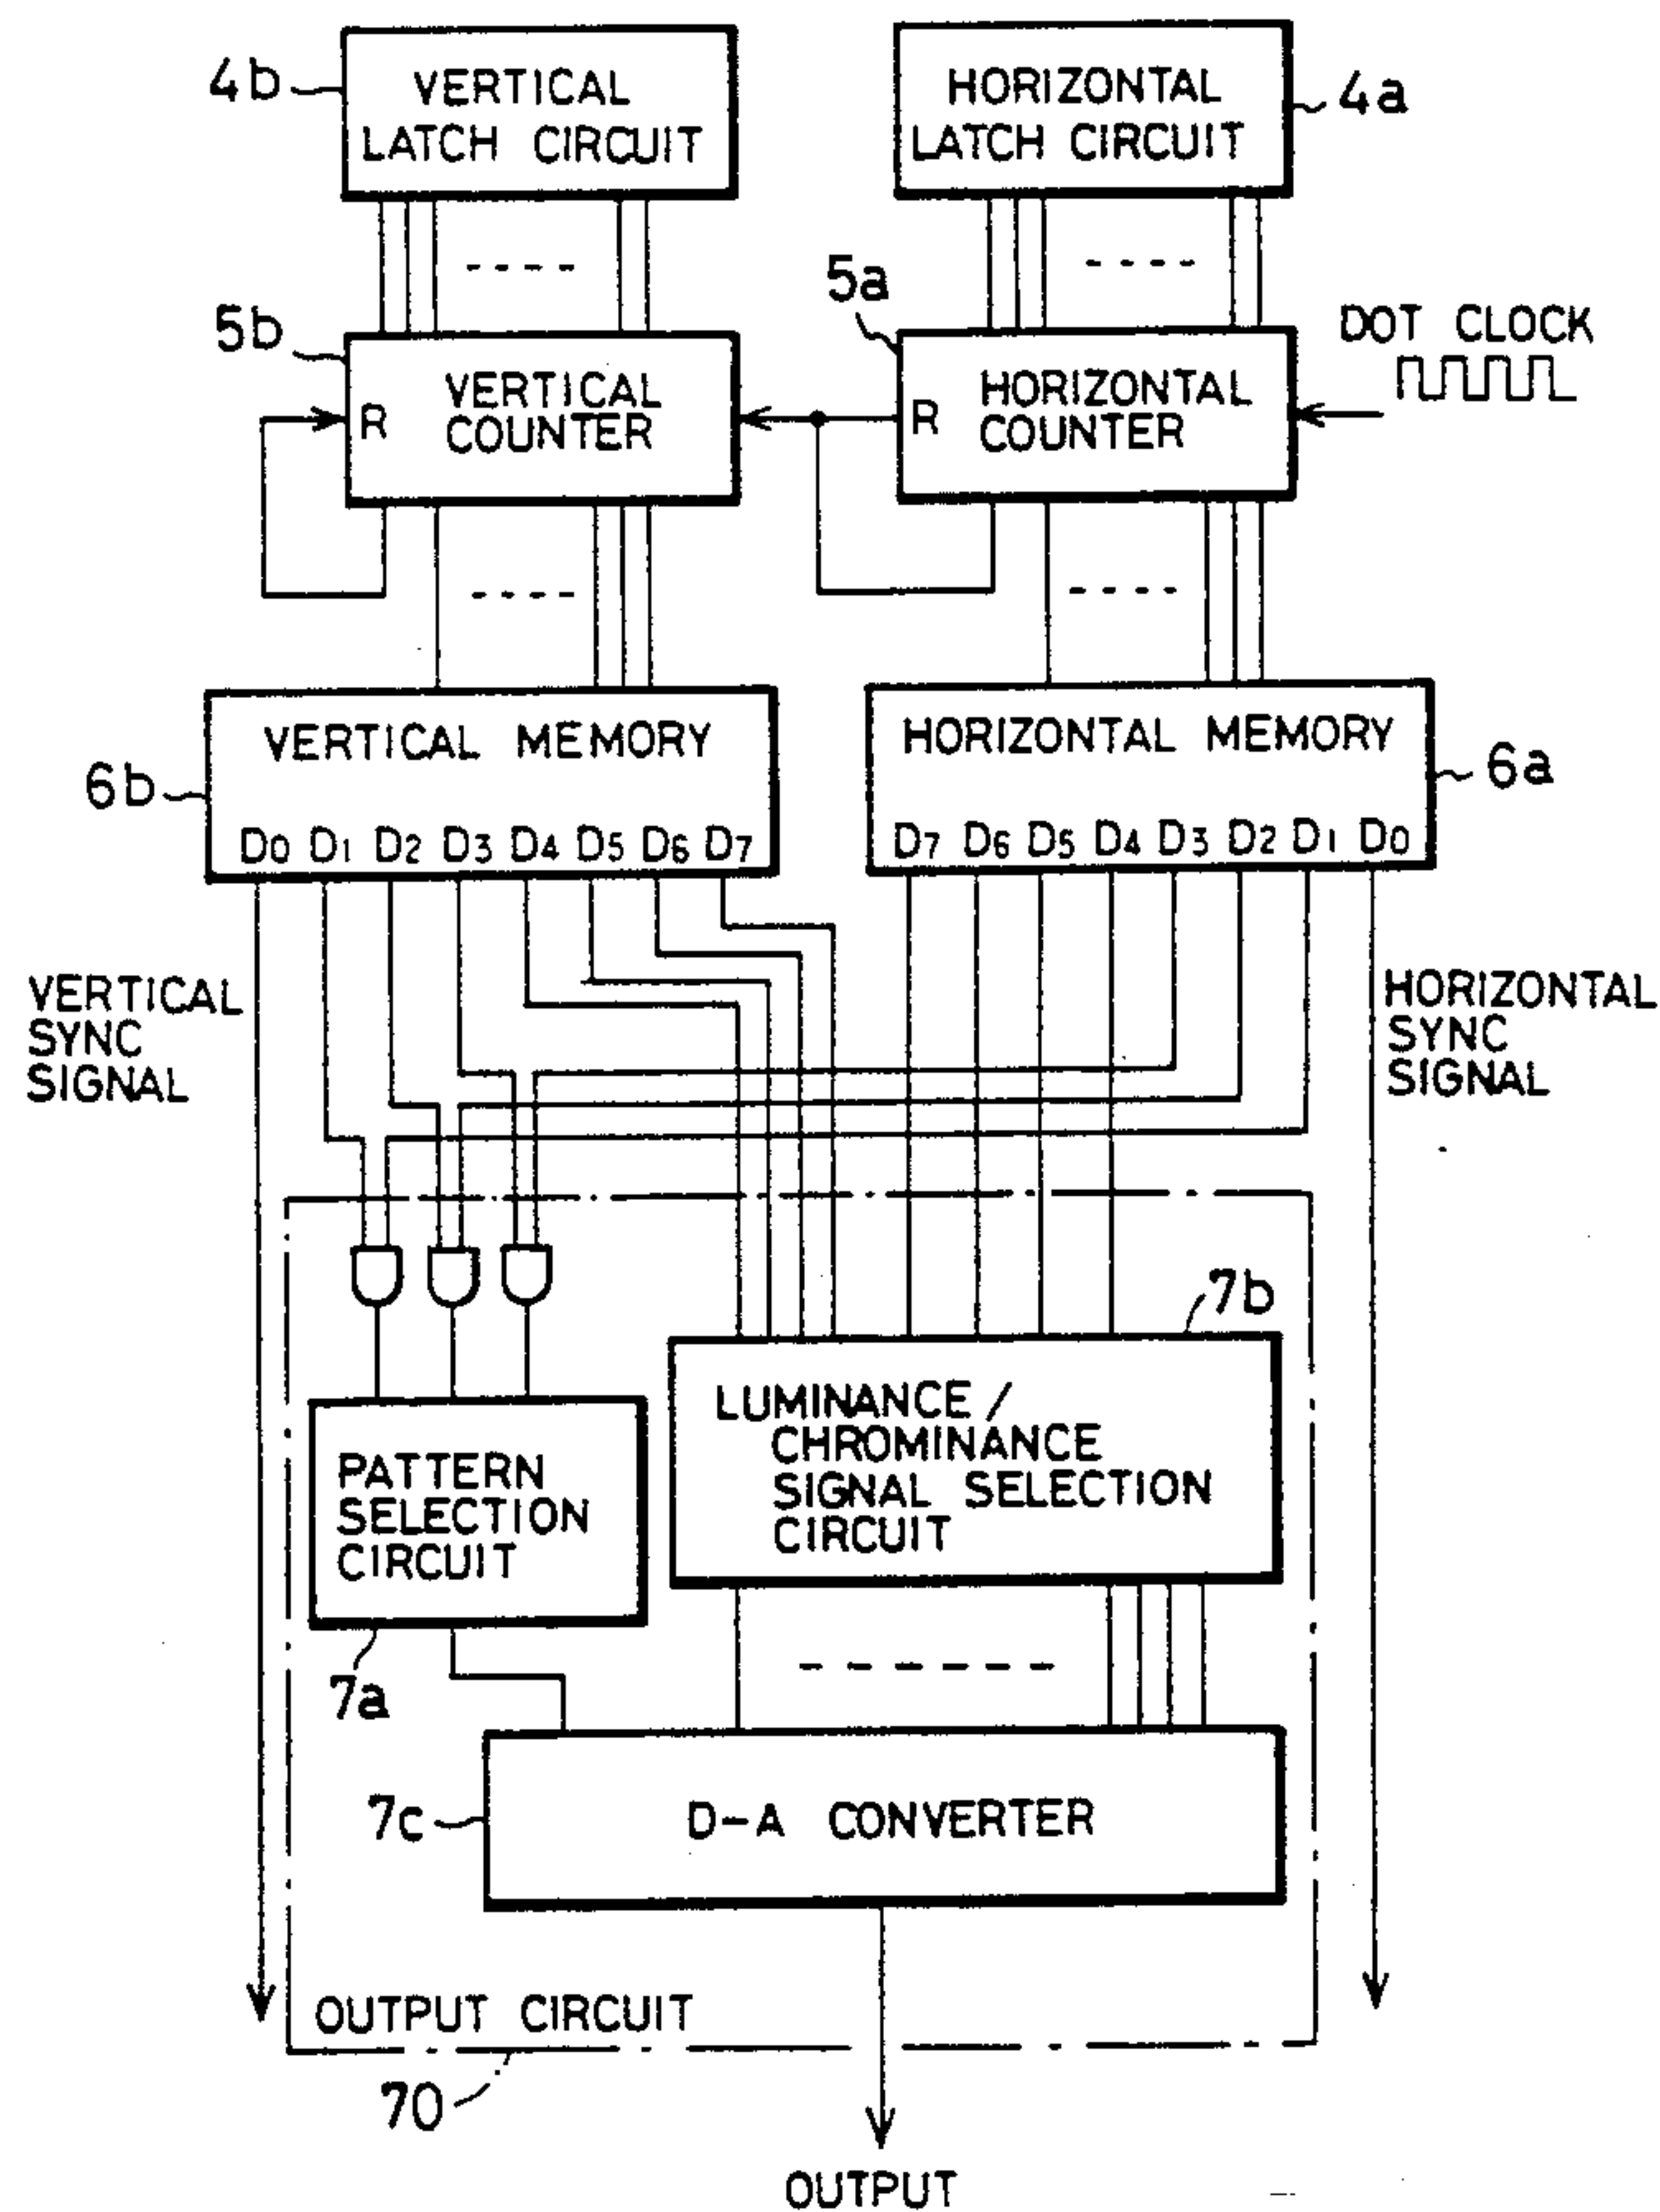 4b
VERTICAL
LATCH CIRCUIT
HORIZONTAL
LATCH CIRCUIT
4a
5b
VERTICAL
COUNTER
R
5a
HORIZONTAL
COUNTER
R
DOT CLOCK
VERTICAL MEMORY
6b
D0 D1 D2 D3 D4 D5 D6 D7
HORIZONTAL MEMORY
6a
D7 D6 D5 D4 D3 D2 D1 D0
VERTICAL
SYNC
SIGNAL
HORIZONTAL
SYNC
SIGNAL
7b
LUMINANCE /
CHROMINANCE
SIGNAL SELECTION
CIRCUIT
PATTERN
SELECTION
CIRCUIT
7a
7c
D-A CONVERTER
OUTPUT CIRCUIT
70
OUTPUT